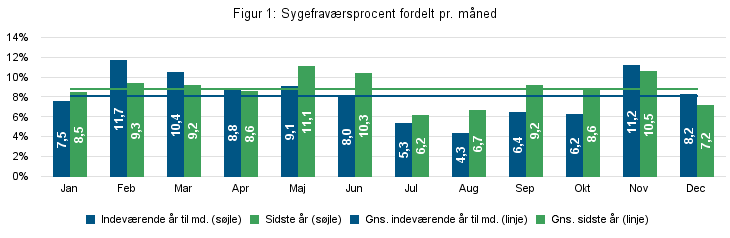 Figur 1: Sygefraværsprocent fordelt pr. måned
14%
12%
10%
8%
6%
4%
2%
0%
7,5 8,5 11,7 9,3 10,4 9,2 8,8 8,6 9,1 11,1 8,0 10,3 5,3 6,2 4,3 6,7 6,4 9,2 6,2 8,6 11,2 10,5 8,2 7,2
Jan Feb Mar Apr Maj Jun Jul Aug Sep Okt Nov Dec
Indeværende år til md. (søjle) Sidste år (søjle) Gns. indeværende år til md. (linje) Gns. sidste år (linje)